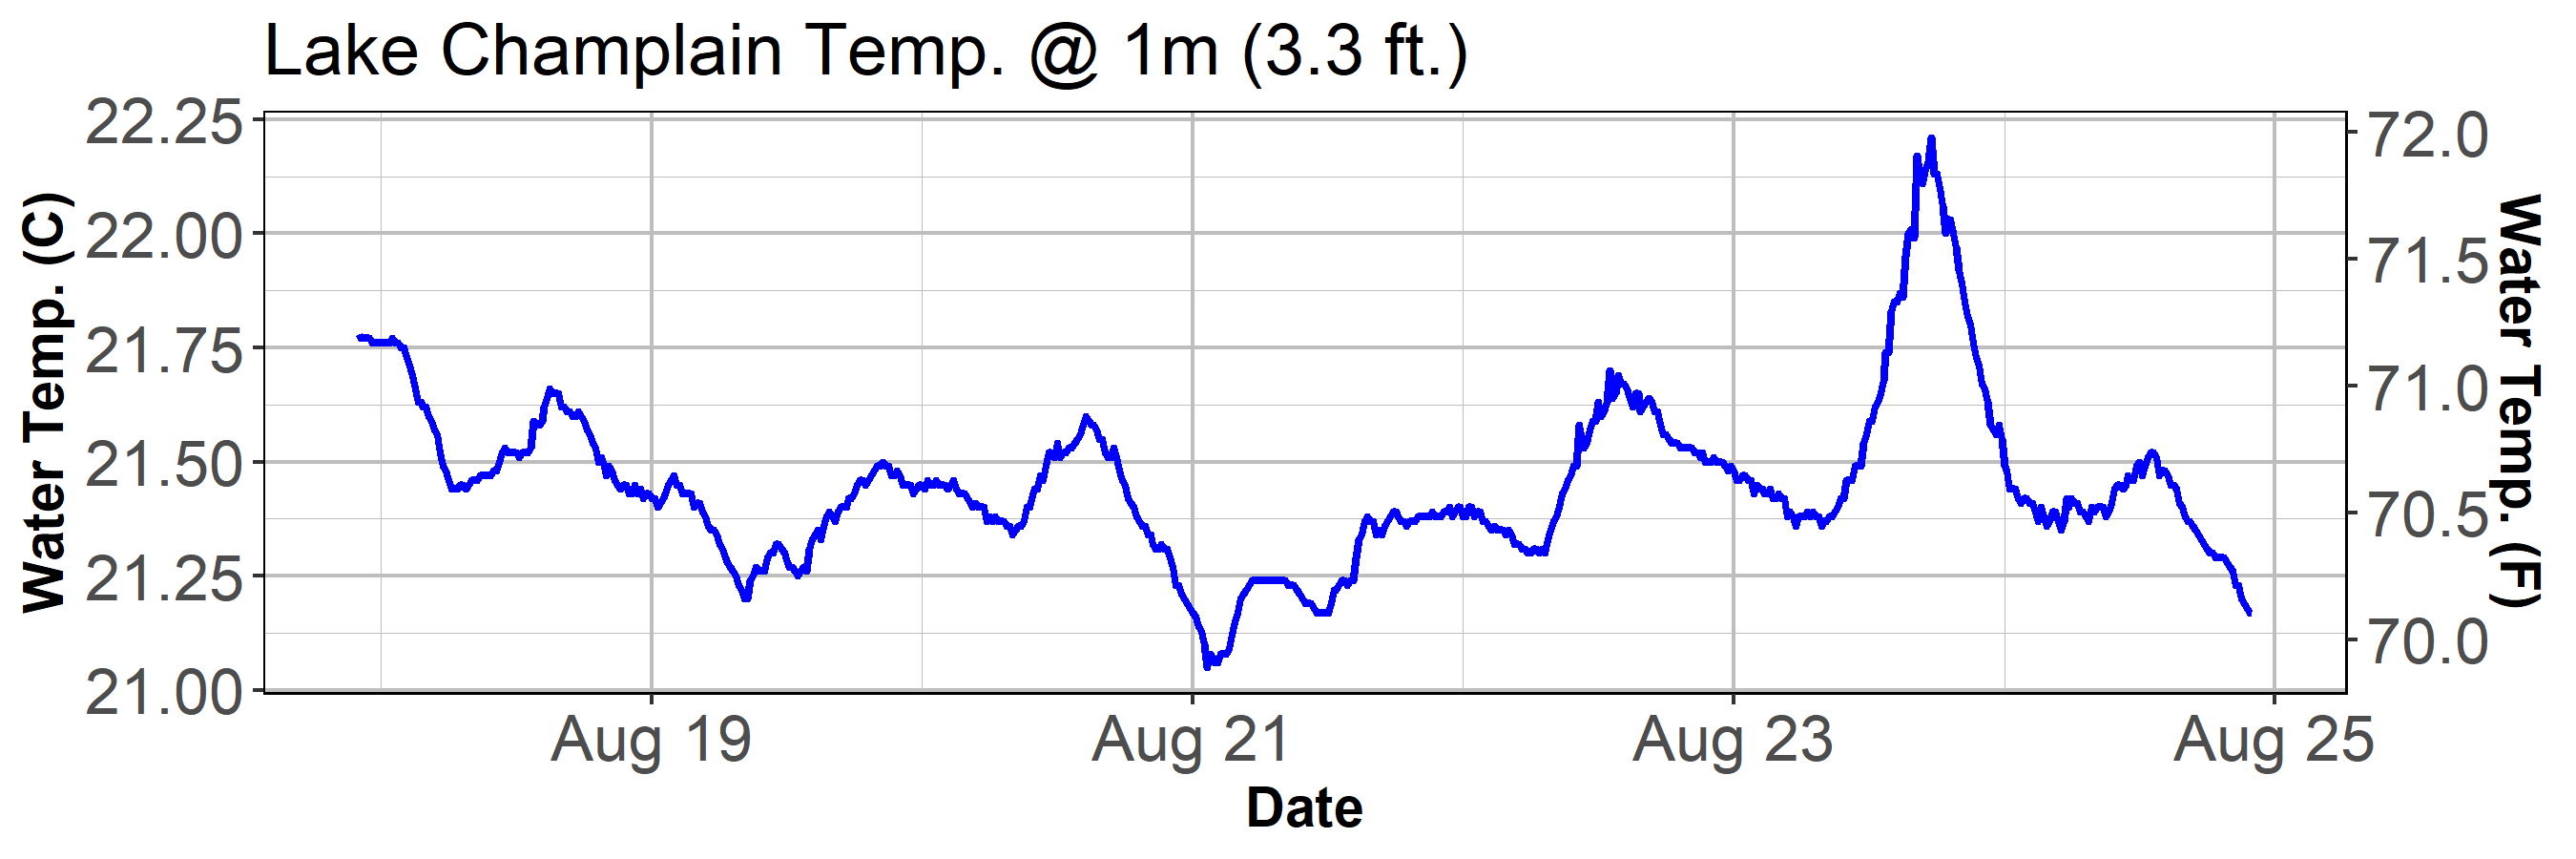 Lake Champlain Temp. @ 1m (3.3 ft.)
Water Temp. (C)
22.25
22.00
21.75
21.50
21.25
21.00
72.0
71.5
71.0
70.5
70.0
Water Temp. (F)
Aug 19
Aug 21
Aug 23
Aug 25
Date